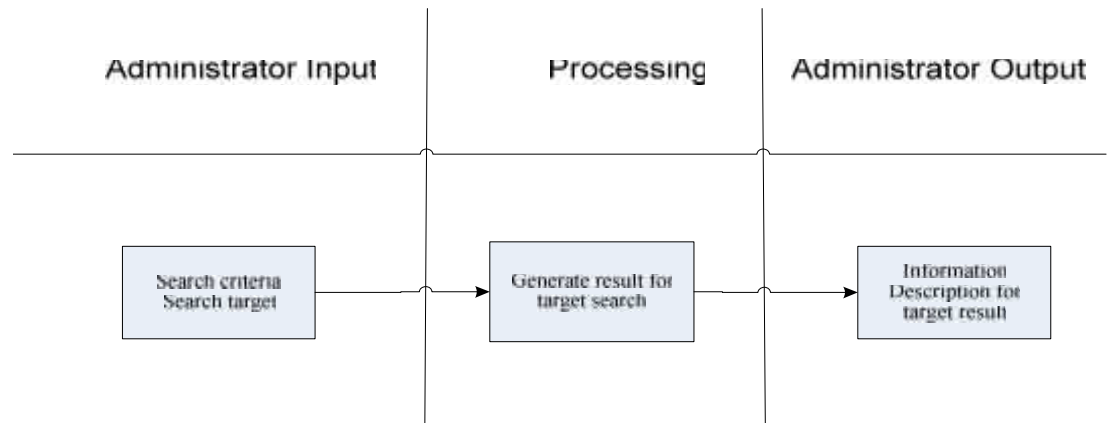 Administrator Input
Processing
Administrator Output
Search criteria
Search target
Generate result for
target search
Information
Description for
target result